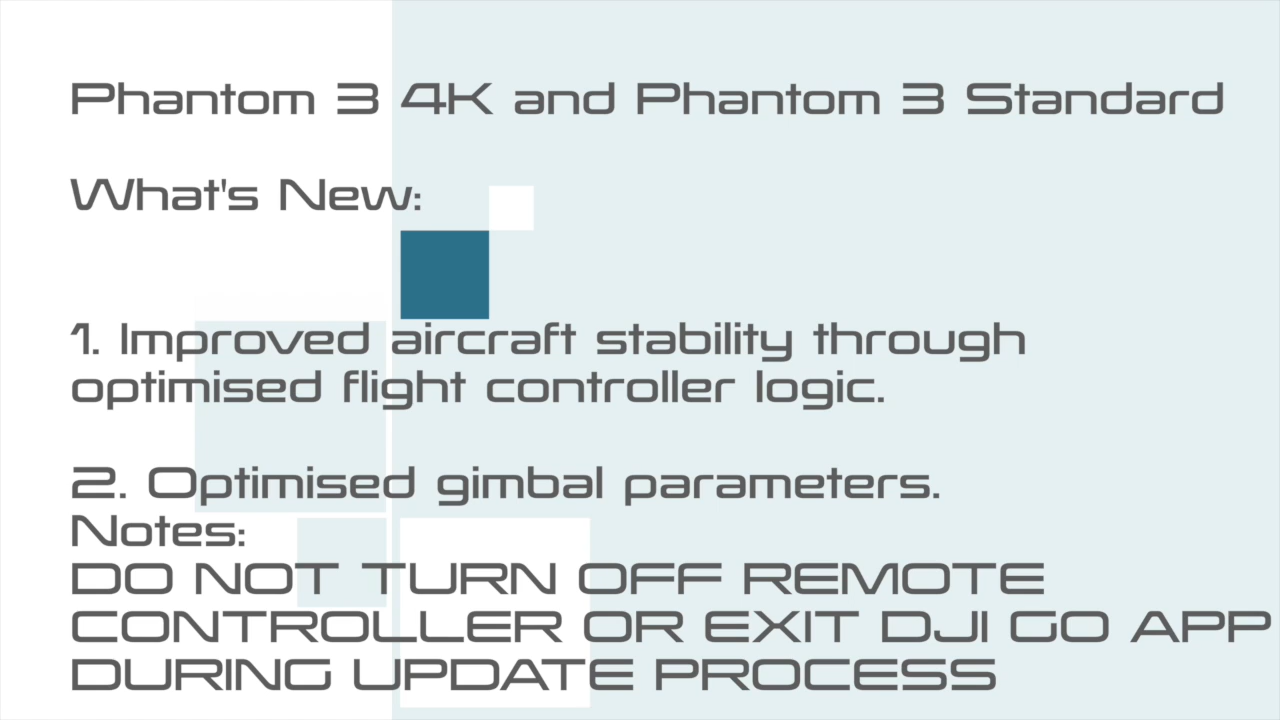 Phantom 3 4K and Phantom 3 Standard
What's New:
1. Improved aircraft stability through
optimised flight controller logic.
2. Optimised gimbal parameters.
Notes:
DO NOT TURN OFF REMOTE
CONTROLLER OR EXIT DJI GO APP
DURING UPDATE PROCESS